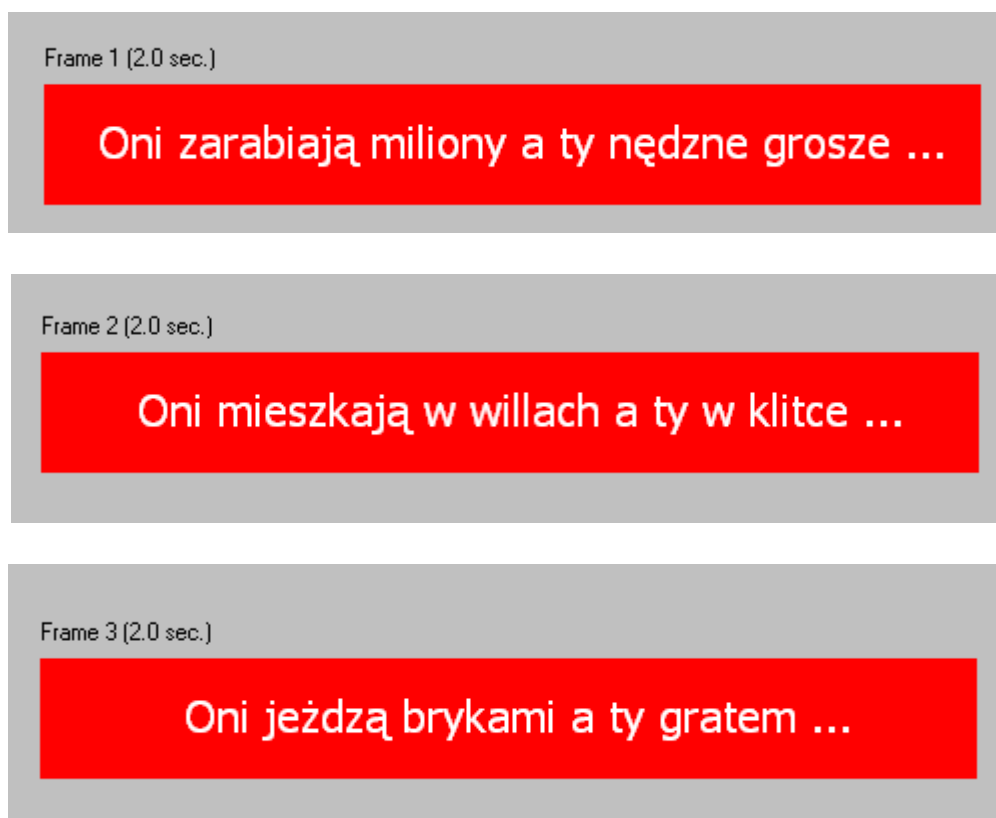 Frame 1 (2.0 sec.)
Oni zarabiają miliony a ty nędzne grosze ...
Frame 2 (2.0 sec.)
Oni mieszkają w willach a ty w klitce ...
Frame 3 (2.0 sec.)
Oni jeżdzą brykami a ty gratem ...